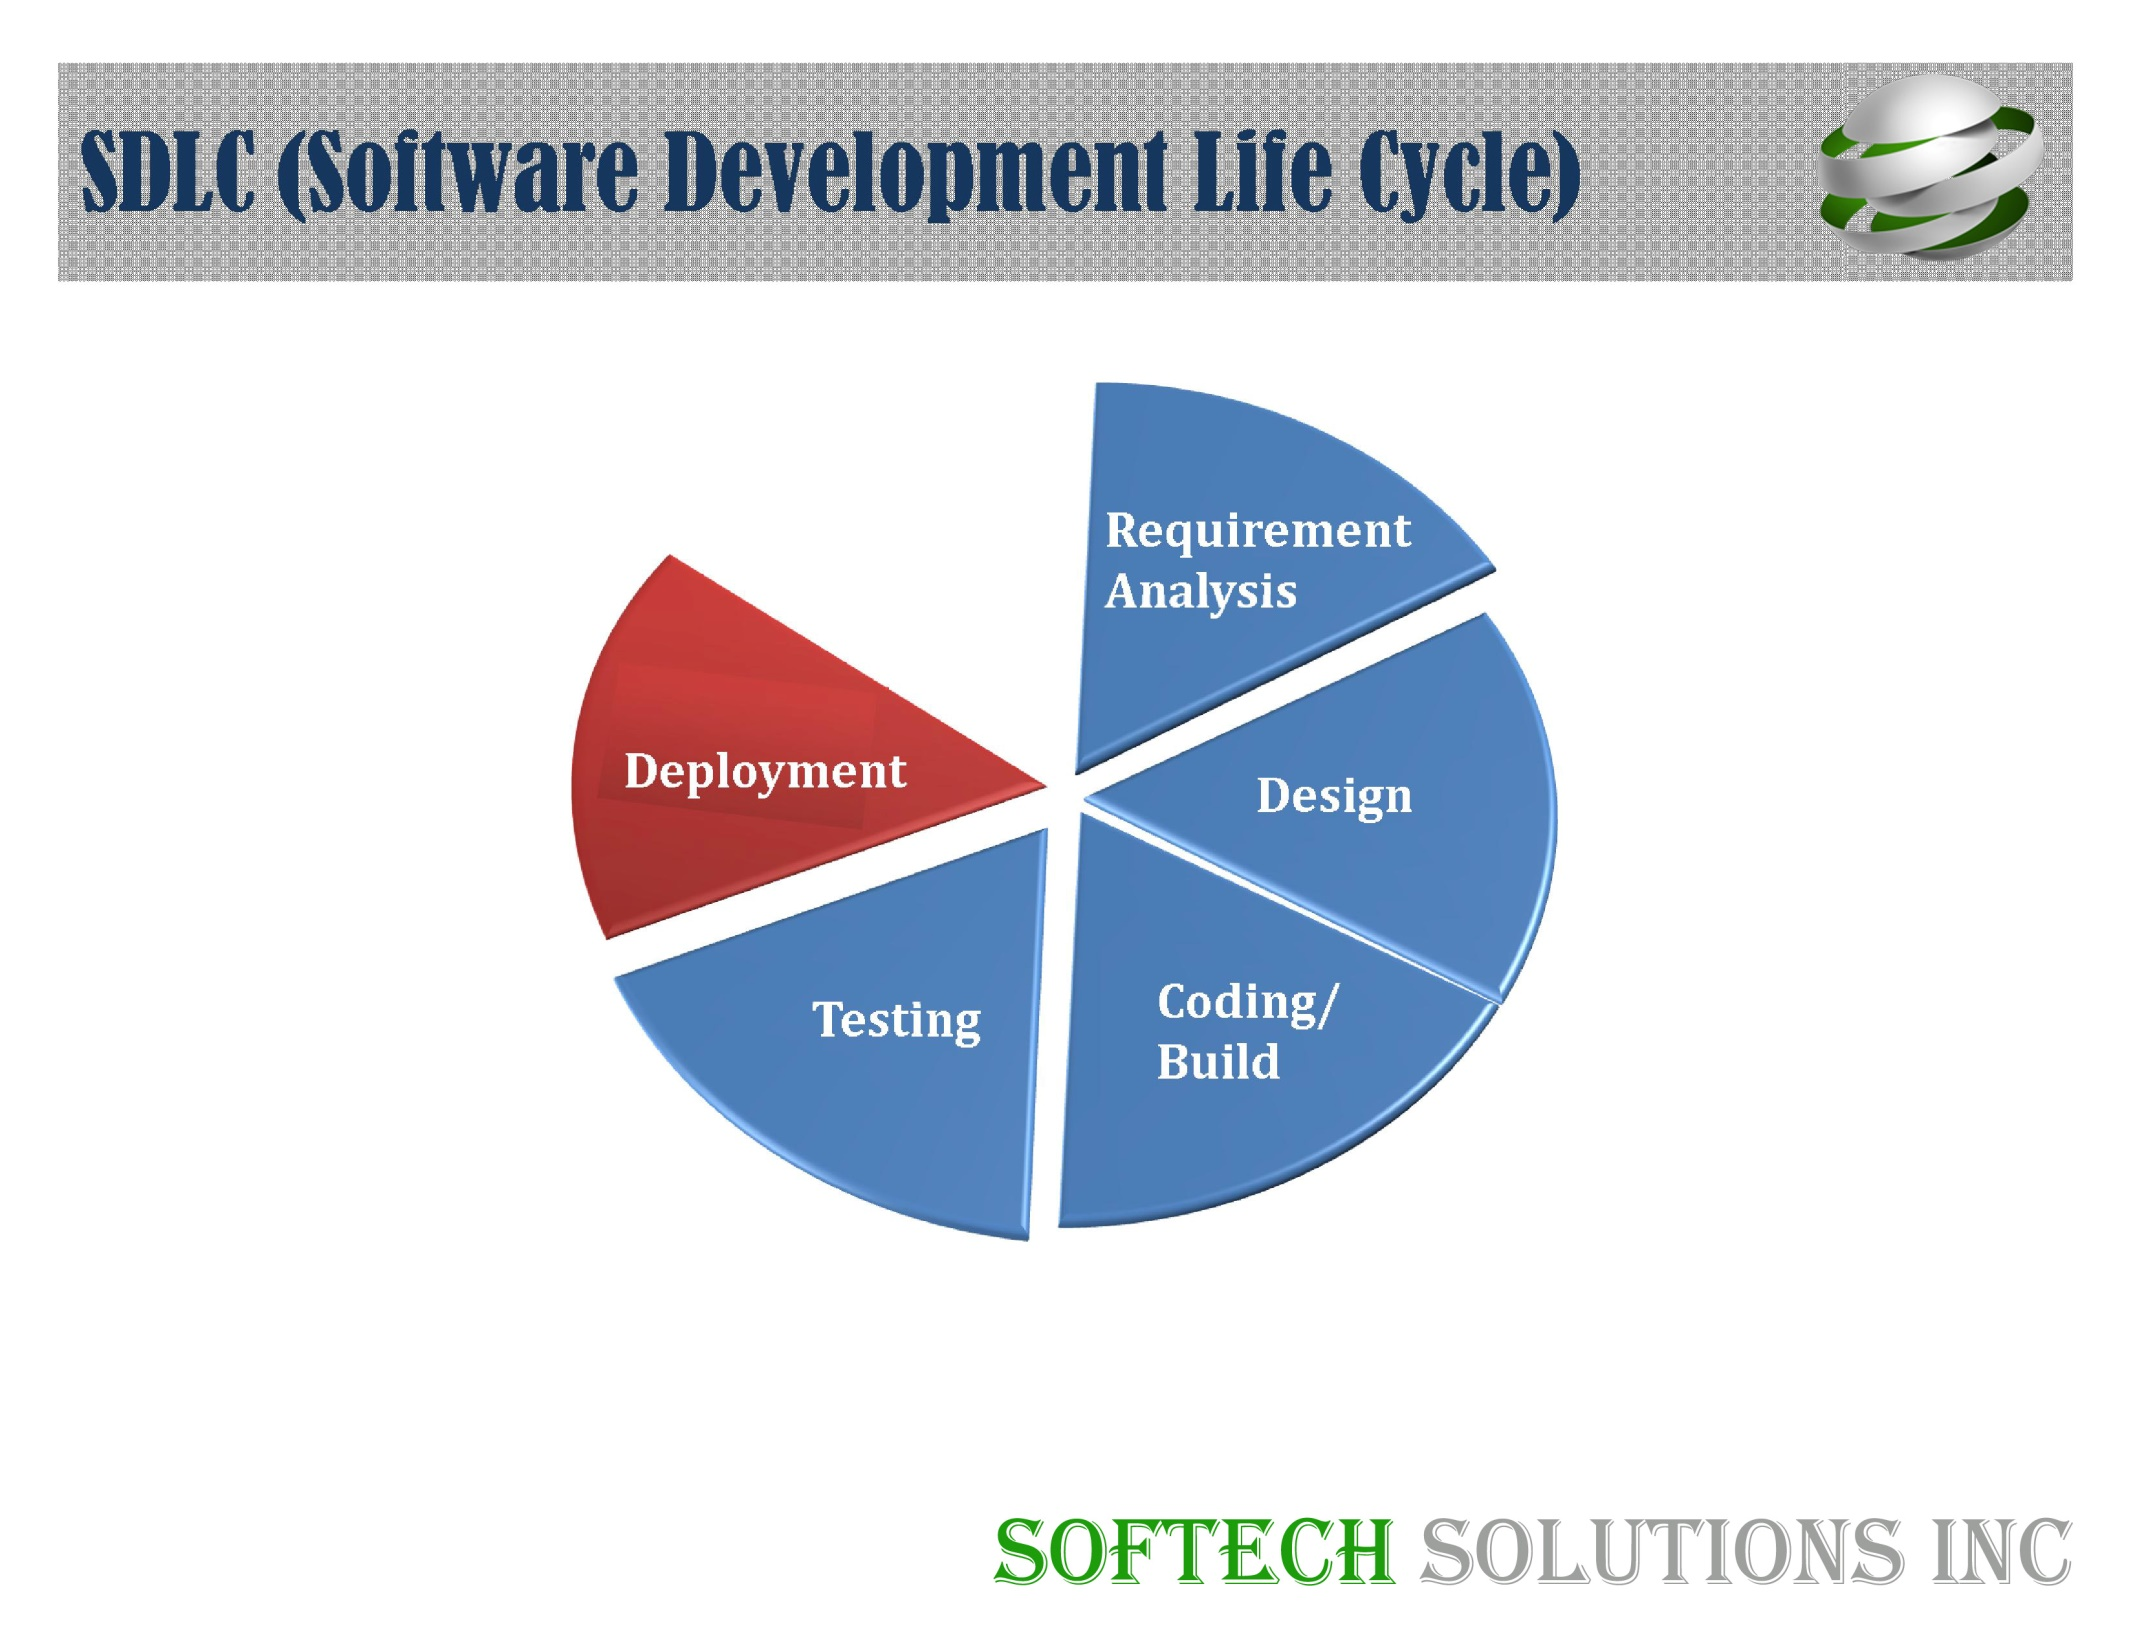 SDLC (Software Development Life Cycle)
Requirement
Analysis
Design
Coding/
Build
Testing
Deployment
SOFTECH SOLUTIONS INC